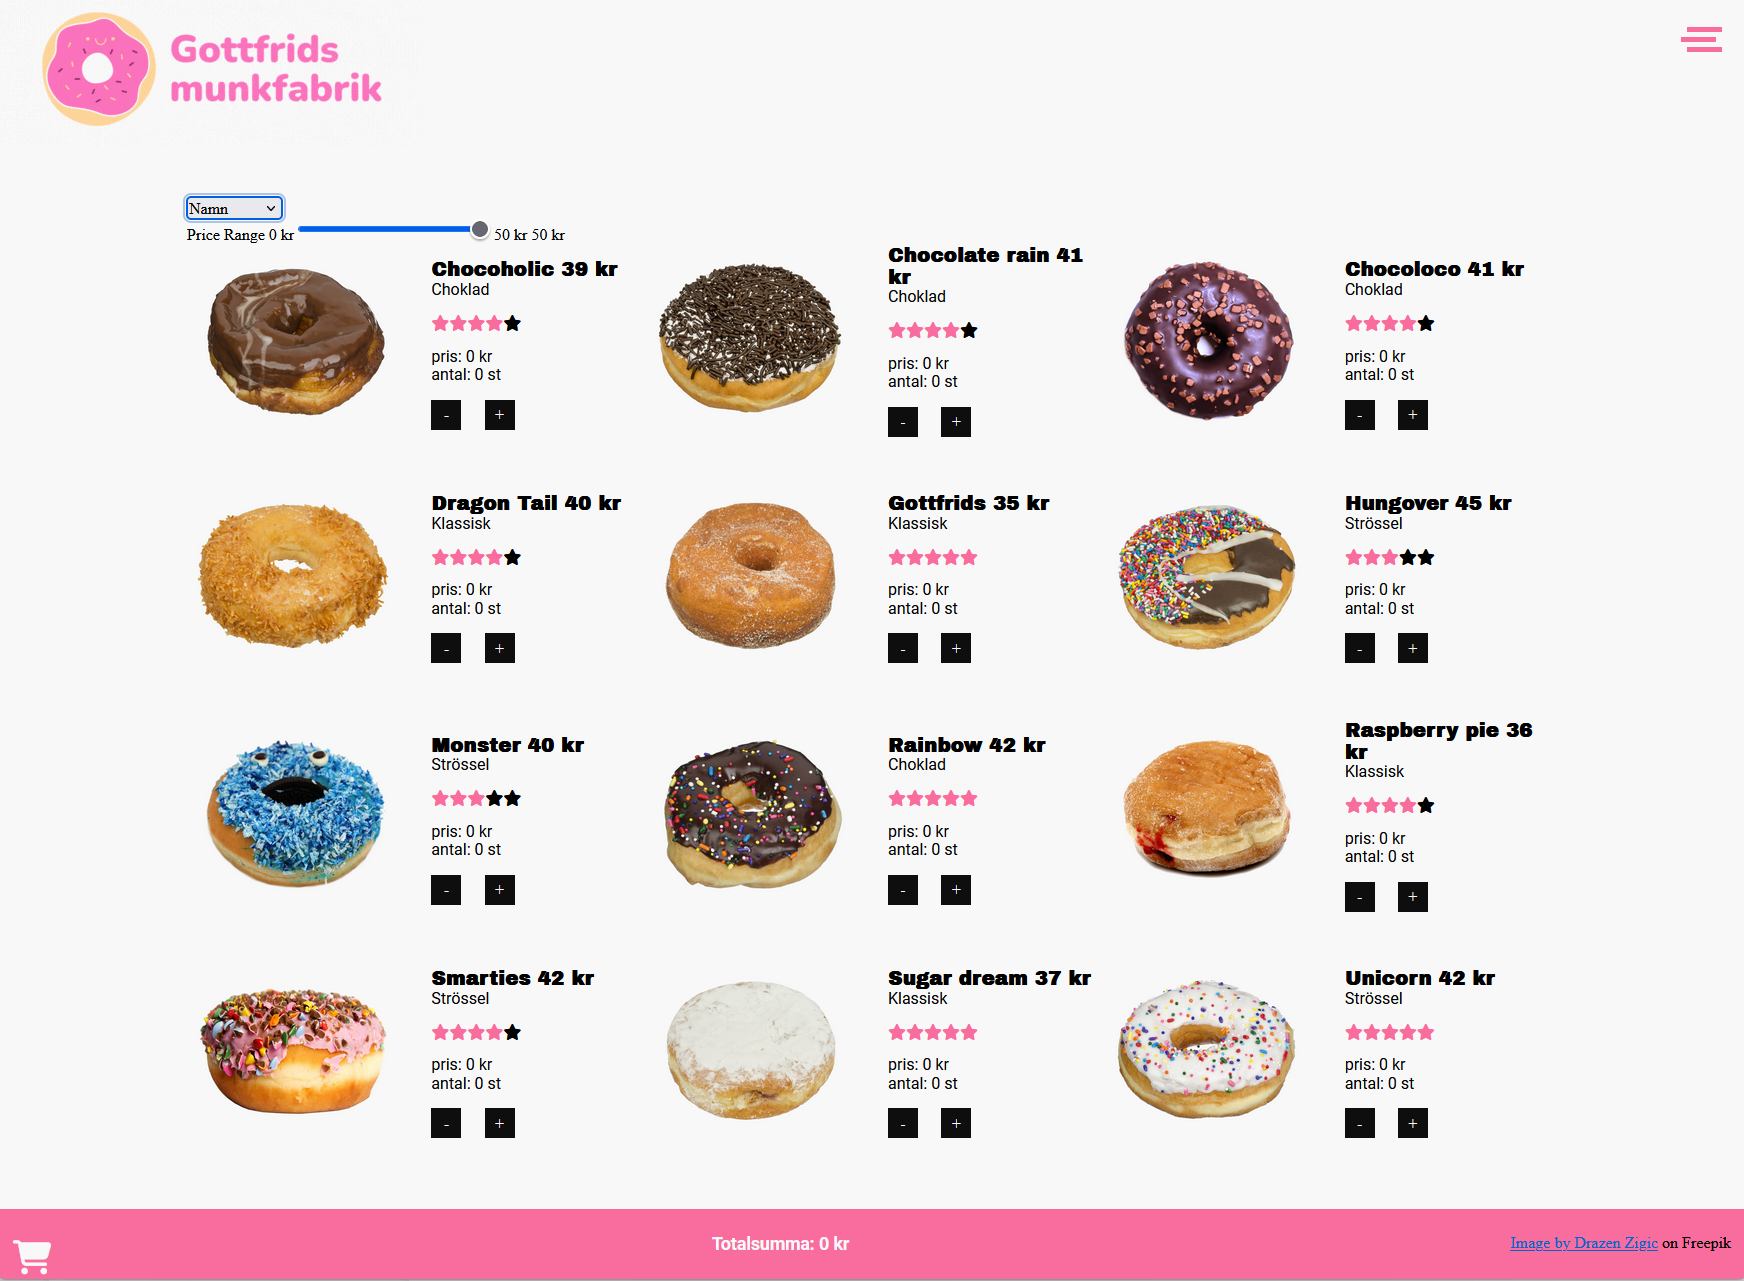 Gottfrids
munkfabrik
Namn
Price Range 0 kr 50 kr 50 kr
Chocoholic 39 kr
Choklad
pris: 0 kr
antal: 0 st
- +
Chocolate rain 41
kr
Choklad
pris: 0 kr
antal: 0 st
- +
Chocoloco 41 kr
Choklad
pris: 0 kr
antal: 0 st
- +
Dragon Tail 40 kr
Klassisk
pris: 0 kr
antal: 0 st
- +
Gottfrids 35 kr
Klassisk
pris: 0 kr
antal: 0 st
- +
Hungover 45 kr
Strössel
pris: 0 kr
antal: 0 st
- +
Monster 40 kr
Strössel
pris: 0 kr
antal: 0 st
- +
Rainbow 42 kr
Choklad
pris: 0 kr
antal: 0 st
- +
Raspberry pie 36
kr
Klassisk
pris: 0 kr
antal: 0 st
- +
Smarties 42 kr
Strössel
pris: 0 kr
antal: 0 st
- +
Sugar dream 37 kr
Klassisk
pris: 0 kr
antal: 0 st
- +
Unicorn 42 kr
Strössel
pris: 0 kr
antal: 0 st
- +
Totalsumma: 0 kr
Image by Drazen Zigic on Freepik